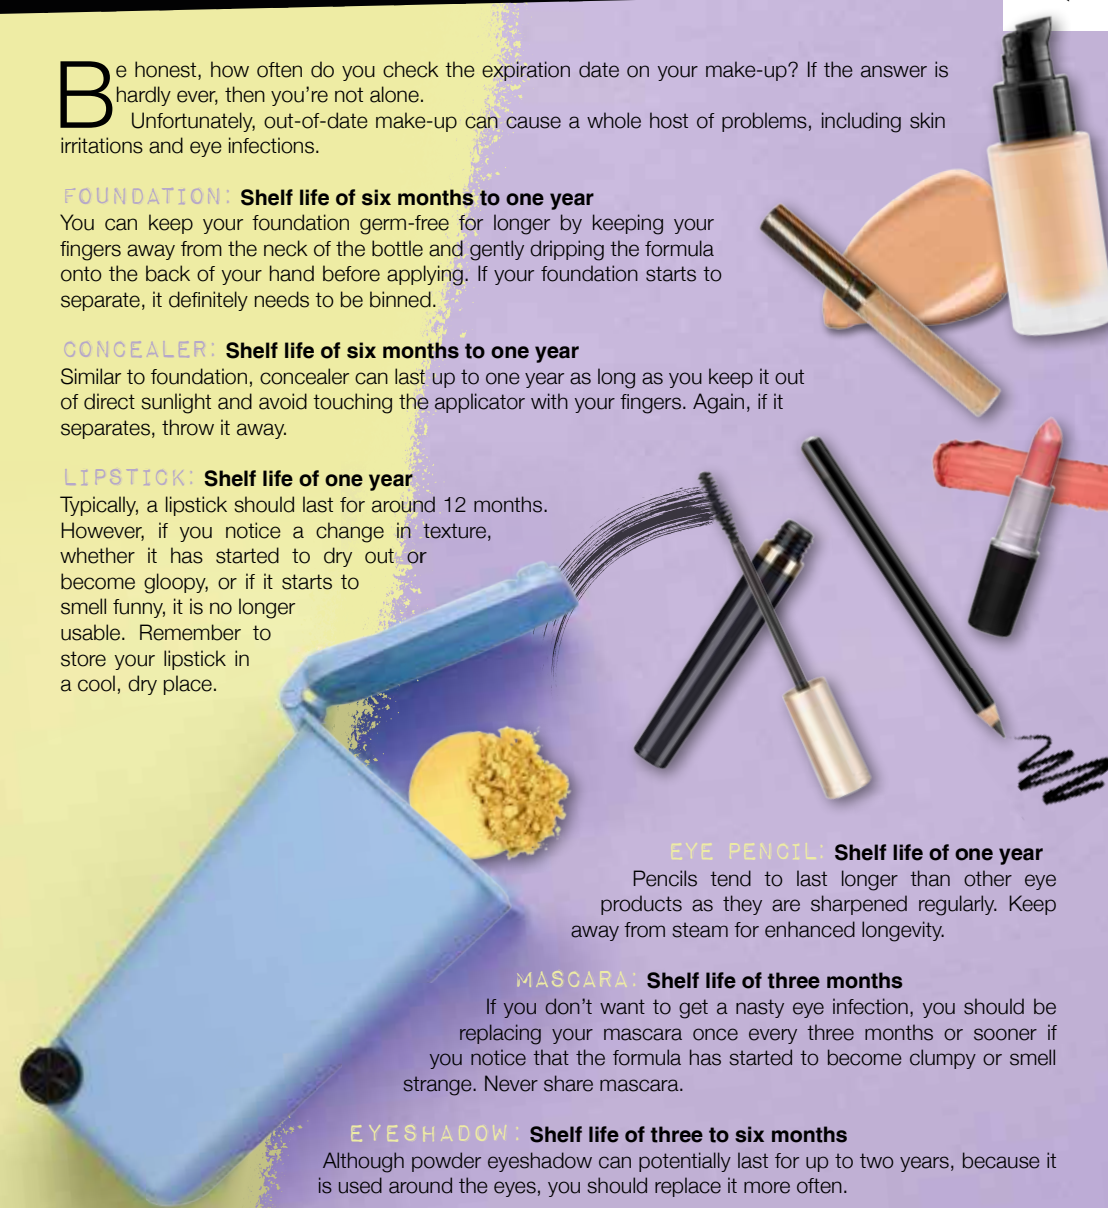 Be honest, how often do you check the expiration date on your make-up? If the answer is
hardly ever, then you're not alone.
Unfortunately, out-of-date make-up can cause a whole host of problems, including skin
irritations and eye infections.
FOUNDATION: Shelf life of six months to one year
You can keep your foundation germ-free for longer by keeping your
fingers away from the neck of the bottle and gently dripping the formula
onto the back of your hand before applying. If your foundation starts to
separate, it definitely needs to be binned.
CONCEALER: Shelf life of six months to one year
Similar to foundation, concealer can last up to one year as long as you keep it out
of direct sunlight and avoid touching the applicator with your fingers. Again, if it
separates, throw it away.
LIPSTICK: Shelf life of one year
Typically, a lipstick should last for around 12 months.
However, if you notice a change in texture,
whether it has started to dry out or
become gloopy, or if it starts to
smell funny, it is no longer
usable. Remember to
store your lipstick in
a cool, dry place.
EYE PENCIL: Shelf life of one year
Pencils tend to last longer than other eye
products as they are sharpened regularly. Keep
away from steam for enhanced longevity.
MASCARA: Shelf life of three months
If you don't want to get a nasty eye infection, you should be
replacing your mascara once every three months or sooner if
you notice that the formula has started to become clumpy or smell
strange. Never share mascara.
EYESHADOW: Shelf life of three to six months
Although powder eyeshadow can potentially last for up to two years, because it
is used around the eyes, you should replace it more often.